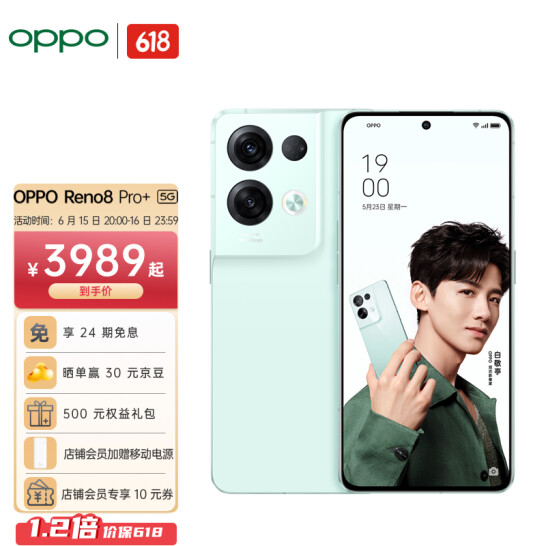 oppo
618
OPPO Reno8 Pro+ 5G
活动时间: 6 月 15 日 20:00-16 日 23:59
¥3989起
到手价
免 享 24 期免息
晒单赢 30 元京豆
500 元权益礼包
店铺会员加赠移动电源
店铺会员专享 10 元券
1.2倍价保618
OPPO
19
00
5月23日 星期一
白敬亭